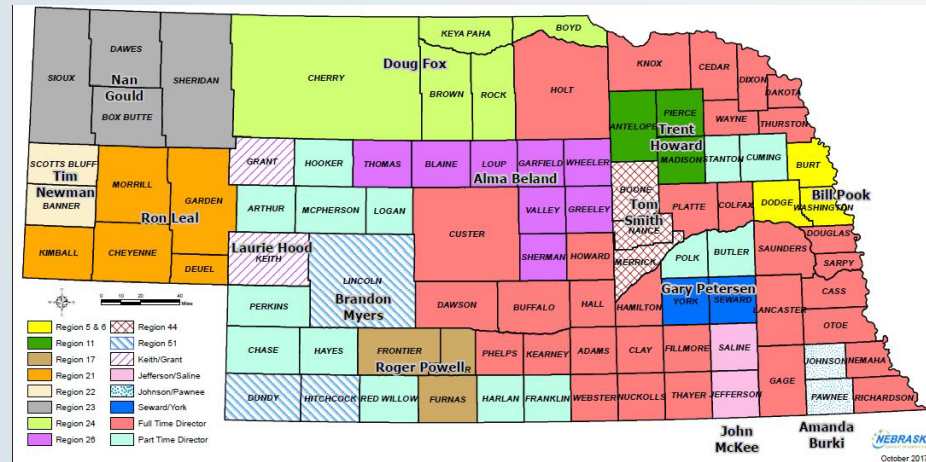 SIOUX
DAWES
SHERIDAN
BOX BUTTE
Nan
Gould
CHERRY
KEYA PAHA
BOYD
Doug Fox
BROWN
ROCK
HOLT
KNOX
CEDAR
DIXON
DAKOTA
ANTELOPE
PIERCE
WAYNE
THURSTON
Trent
Howard
MADISON
STANTON
CUMING
BURT
SCOTTS BLUFF
Tim
Newman
BANNER
MORRILL
GARDEN
Ron Leal
KIMBALL
CHEYENNE
DEUEL
GRANT
HOOKER
THOMAS
BLAINE
LOUP
GARFIELD
WHEELER
Alma Beland
ARTHUR
MCPHERSON
LOGAN
CUSTER
VALLEY
GREELEY
BOONE
Tom
Smith
NANCE
PLATTE
COLFAX
DODGE
Bill Pook
WASHINGTON
Laurie Hood
KEITH
LINCOLN
SHERMAN
HOWARD
MERRICK
POLK
BUTLER
SAUNDERS
DOUGLAS
SARPY
PERKINS
Brandon
Myers
DAWSON
BUFFALO
HALL
HAMILTON
Gary Petersen
YORK
SEWARD
LANCASTER
CASS
OTOE
CHASE
HAYES
FRONTIER
Roger Powell
R
PHELPS
KEARNEY
ADAMS
CLAY
FILLMORE
SALINE
GAGE
JOHNSON
NEMAHA
DUNDY
HITCHCOCK
RED WILLOW
FURNAS
HARLAN
FRANKLIN
WEBSTER
NUCKOLLS
THAYER
JEFFERSON
PAWNEE
RICHARDSON
John
McKee
Amanda
Burki
Region 5 & 6
Region 11
Region 17
Region 21
Region 22
Region 23
Region 24
Region 26
Region 44
Region 51
Keith/Grant
Jefferson/Saline
Johnson/Pawnee
Seward/York
Full Time Director
Part Time Director
NEBRASK
October 2017